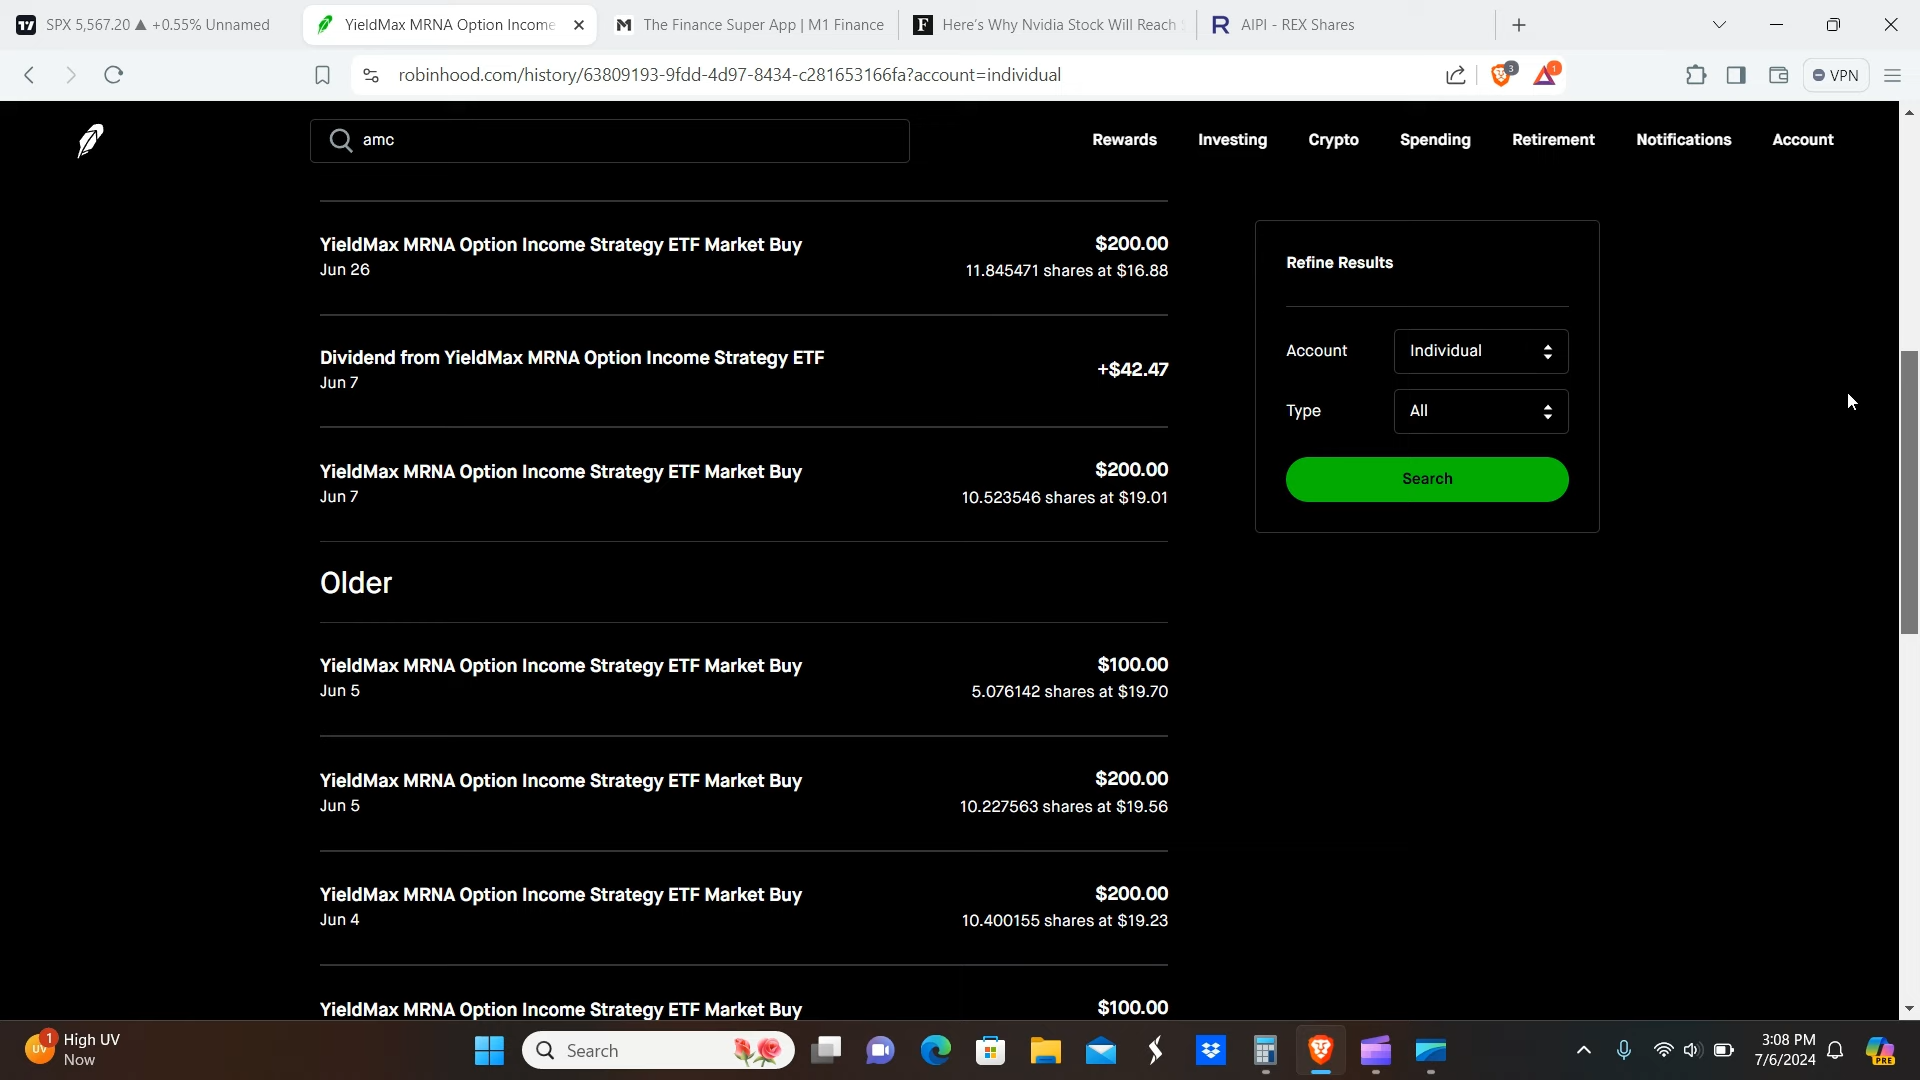 SPX 5,567.20 ▲ +0.55% Unnamed
YieldMax MRNA Option Income
The Finance Super App | M1 Finance
Here's Why Nvidia Stock Will Reach
AIPI - REX Shares
robinhood.com/history/63809193-9fdd-4d97-8434-c281653166fa?account=individual
3
1
VPN
amc
Rewards
Investing
Crypto
Spending
Retirement
Notifications
Account
YieldMax MRNA Option Income Strategy ETF Market Buy
$200.00
Jun 26
11.845471 shares at $16.88
Dividend from YieldMax MRNA Option Income Strategy ETF
Jun 7
+$42.47
YieldMax MRNA Option Income Strategy ETF Market Buy
$200.00
Jun 7
10.523546 shares at $19.01
Older
YieldMax MRNA Option Income Strategy ETF Market Buy
$100.00
Jun 5
5.076142 shares at $19.70
YieldMax MRNA Option Income Strategy ETF Market Buy
$200.00
Jun 5
10.227563 shares at $19.56
YieldMax MRNA Option Income Strategy ETF Market Buy
$200.00
Jun 4
10.400155 shares at $19.23
YieldMax MRNA Option Income Strategy ETF Market Buy
$100.00
Refine Results
Account
Individual
Type
All
Search
UV
1
High UV
Now
Search
3:08 PM
7/6/2024
PRE